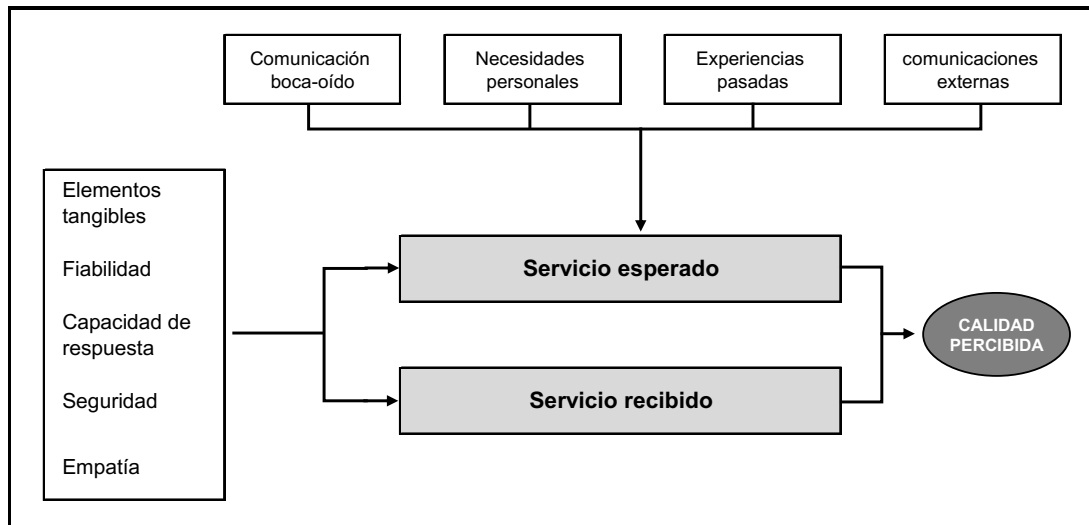 Comunicación
boca-oído
Necesidades
personales
Experiencias
pasadas
comunicaciones
externas
Elementos
tangibles
Fiabilidad
Capacidad de
respuesta
Seguridad
Empatía
Servicio esperado
Servicio recibido
CALIDAD
PERCIBIDA